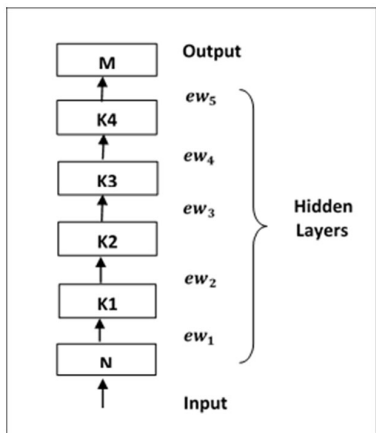 M Output
ew₅
K4
ew₄
K3
ew₃
K2
Hidden
Layers
ew₂
K1
ew₁
N
Input